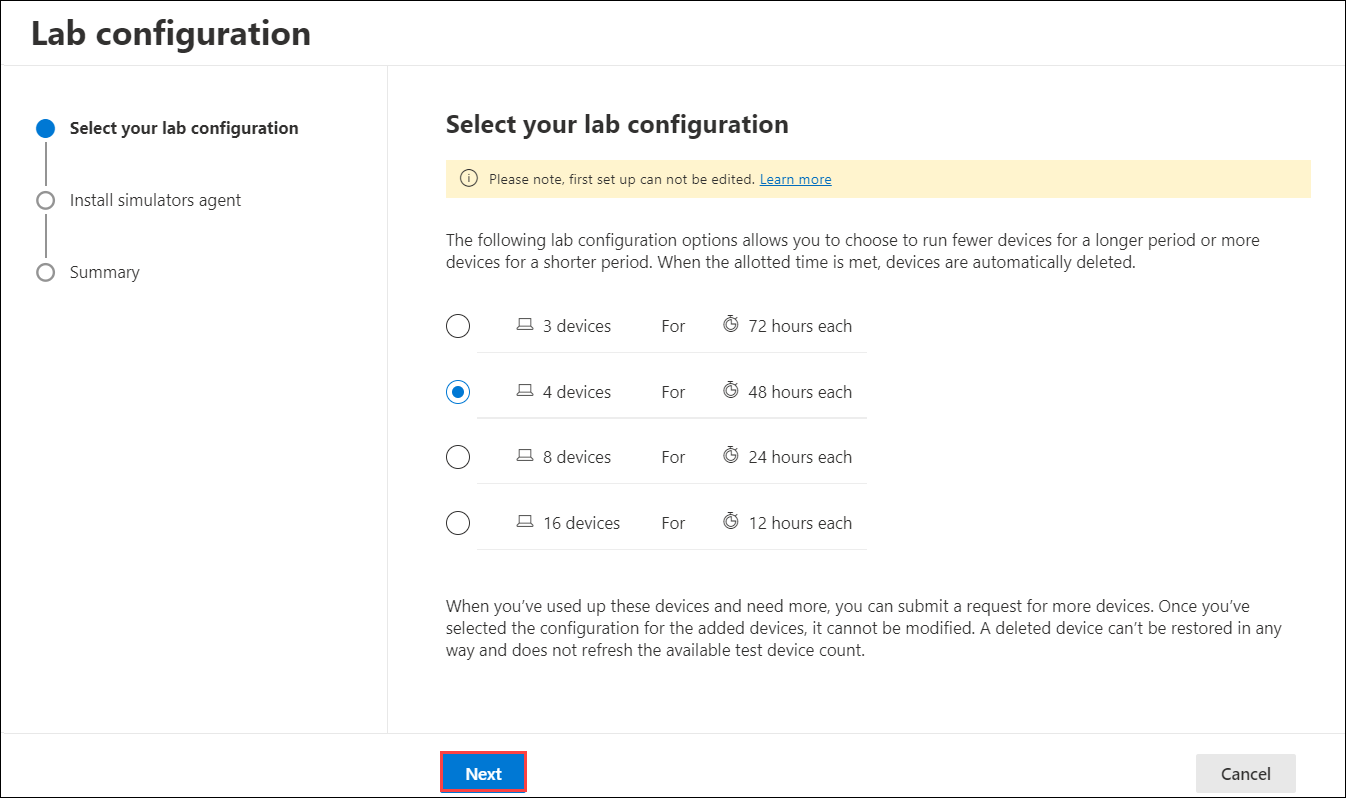 Lab configuration
Select your lab configuration
Install simulators agent
Summary
Select your lab configuration
Please note, first set up can not be edited. Learn more
The following lab configuration options allows you to choose to run fewer devices for a longer period or more
devices for a shorter period. When the allotted time is met, devices are automatically deleted.
3 devices For 72 hours each
4 devices For 48 hours each
8 devices For 24 hours each
16 devices For 12 hours each
When you've used up these devices and need more, you can submit a request for more devices. Once you've
selected the configuration for the added devices, it cannot be modified. A deleted device can't be restored in any
way and does not refresh the available test device count.
Next
Cancel